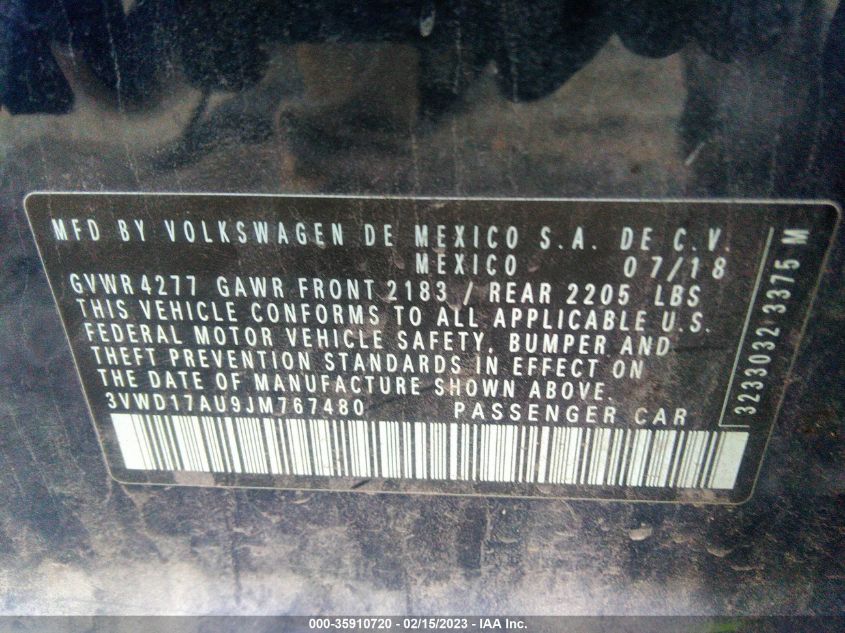 MFD BY VOLKSWAGEN DE MEXICO S.A. DE C.V.
MEXICO 07/18
GVWR 4277 GAWR FRONT 2183 / REAR 2205 LBS
THIS VEHICLE CONFORMS TO ALL APPLICABLE U.S.
FEDERAL MOTOR VEHICLE SAFETY, BUMPER AND
THEFT PREVENTION STANDARDS IN EFFECT ON
THE DATE OF MANUFACTURE SHOWN ABOVE.
3VWD17AU9JM767480 PASSENGER CAR
3233032 3375 M
000-35910720 - 02/15/2023 - IAA Inc.